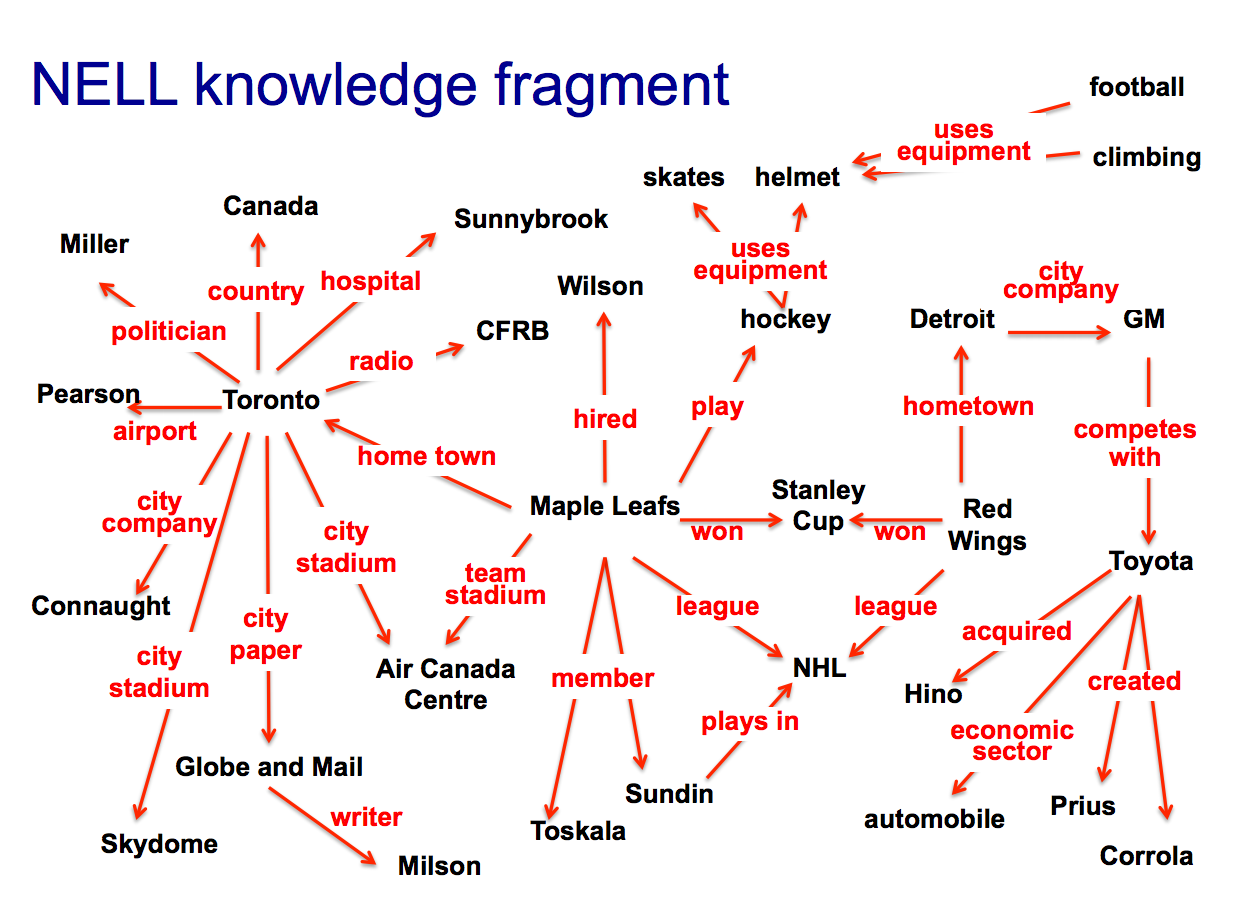 NELL knowledge fragment
football
uses
equipment
climbing
skates
helmet
Canada
Sunnybrook
Miller
uses
equipment
country
hospital
Wilson
city
company
politician
CFRB
hockey
Detroit
GM
radio
Pearson
Toronto
airport
hired
play
hometown
competes
with
home town
city
company
Maple Leafs
Stanley
Cup
won
won
Red
Wings
city
stadium
team
stadium
Toyota
Connaught
league
league
city
paper
acquired
city
stadium
Air Canada
Centre
member
NHL
Hino
created
plays in
economic
sector
Globe and Mail
Sundin
writer
Toskala
automobile
Prius
Skydome
Milson
Corrola